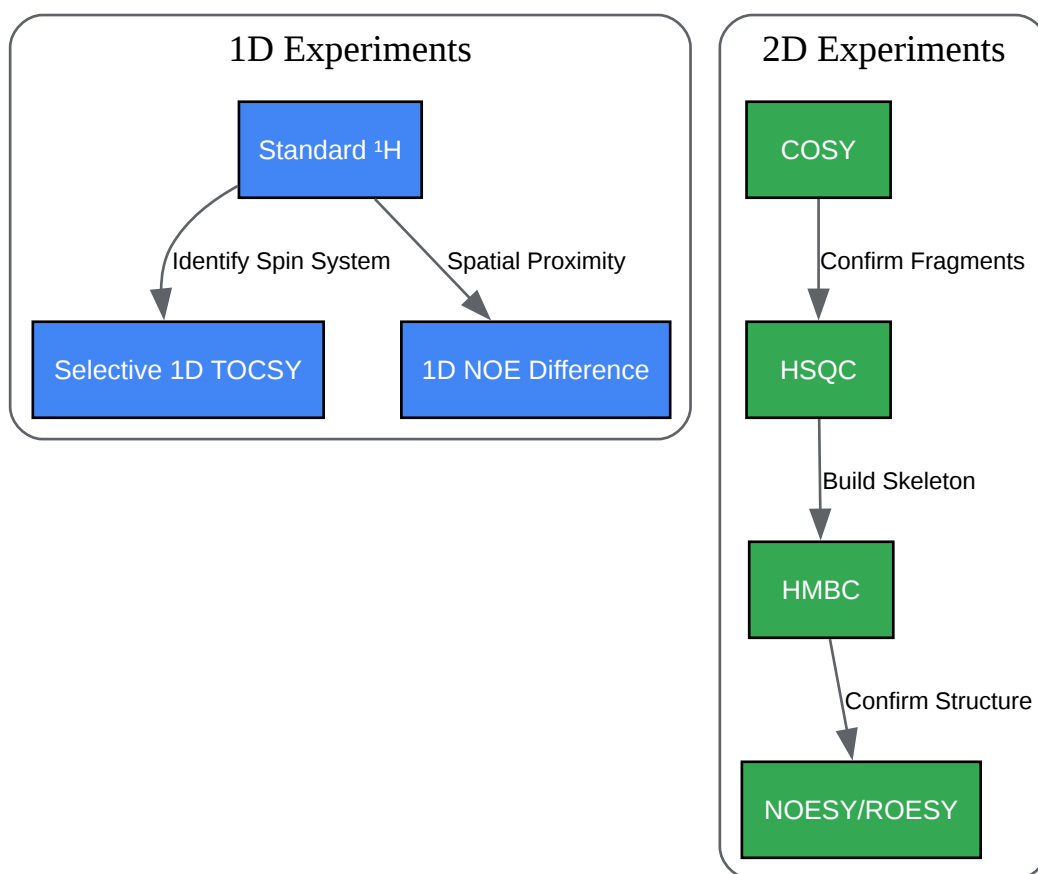 1D Experiments
Standard ¹H
Identify Spin System
Spatial Proximity
Selective 1D TOCSY
1D NOE Difference
2D Experiments
COSY
Confirm Fragments
HSQC
Build Skeleton
HMBC
Confirm Structure
NOESY/ROESY